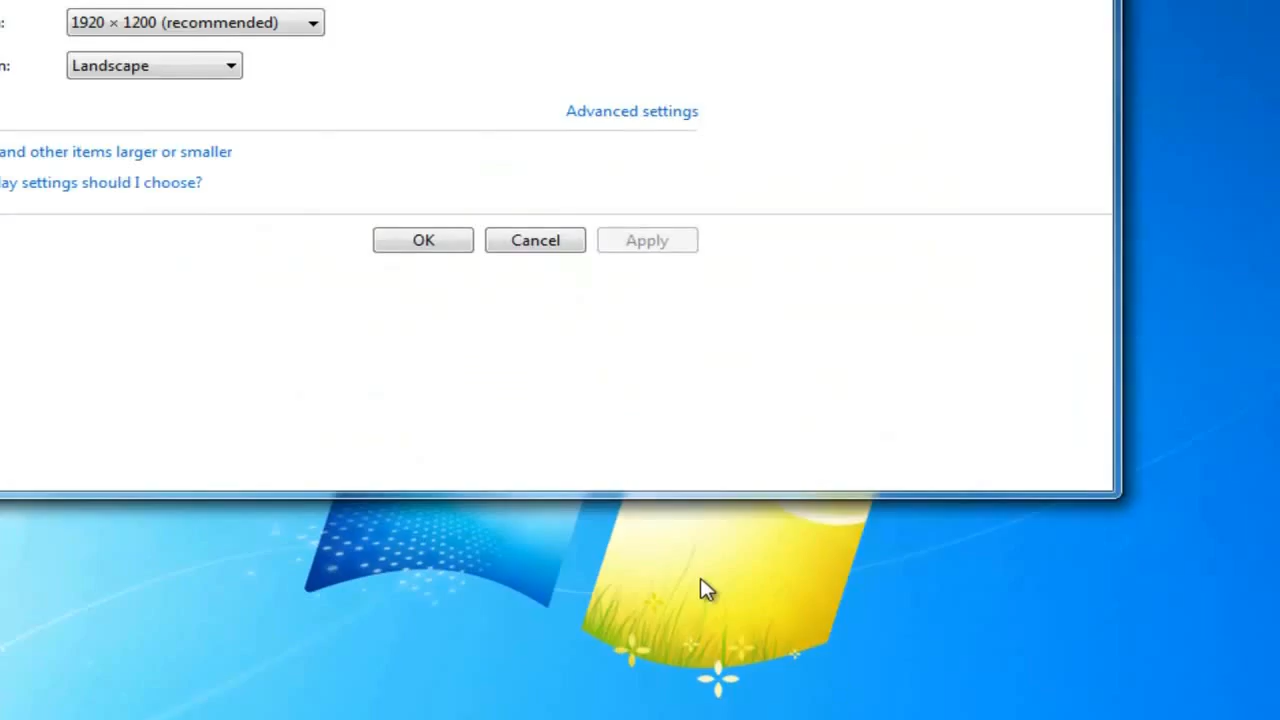 :
1920 × 1200 (recommended)
n:
Landscape
Advanced settings
and other items larger or smaller
lay settings should I choose?
OK
Cancel
Apply